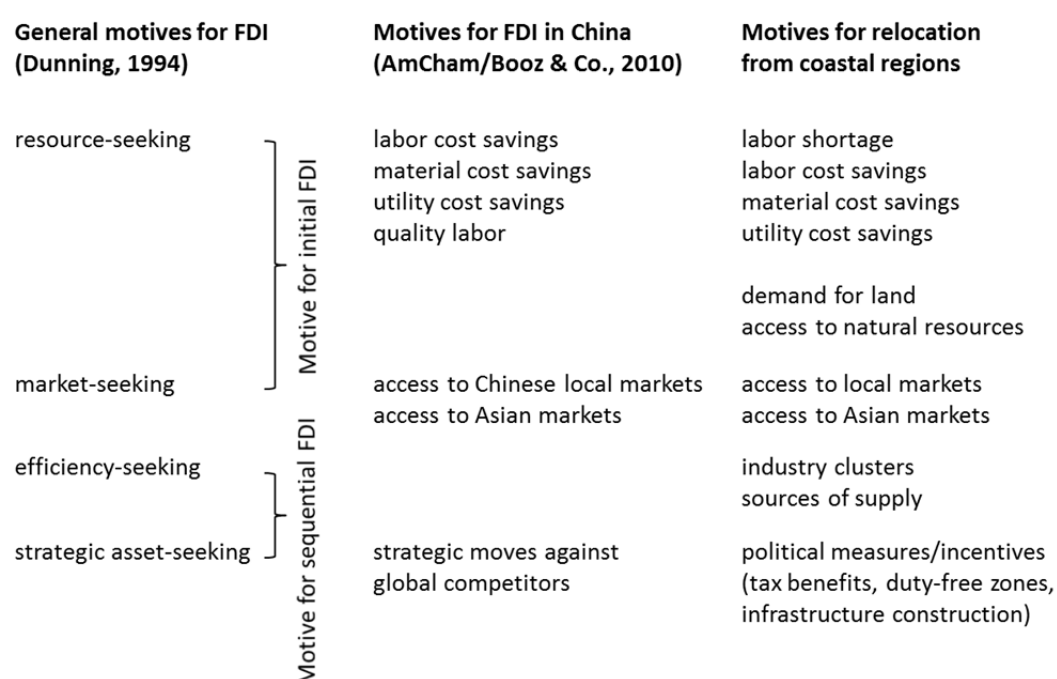 General motives for FDI
(Dunning, 1994)
resource-seeking
market-seeking
efficiency-seeking
strategic asset-seeking
Motive for initial FDI
Motive for sequential FDI
Motives for FDI in China
(AmCham/Booz & Co., 2010)
labor cost savings
material cost savings
utility cost savings
quality labor
access to Chinese local markets
access to Asian markets
strategic moves against
global competitors
Motives for relocation
from coastal regions
labor shortage
labor cost savings
material cost savings
utility cost savings
demand for land
access to natural resources
access to local markets
access to Asian markets
industry clusters
sources of supply
political measures/incentives
(tax benefits, duty-free zones,
infrastructure construction)